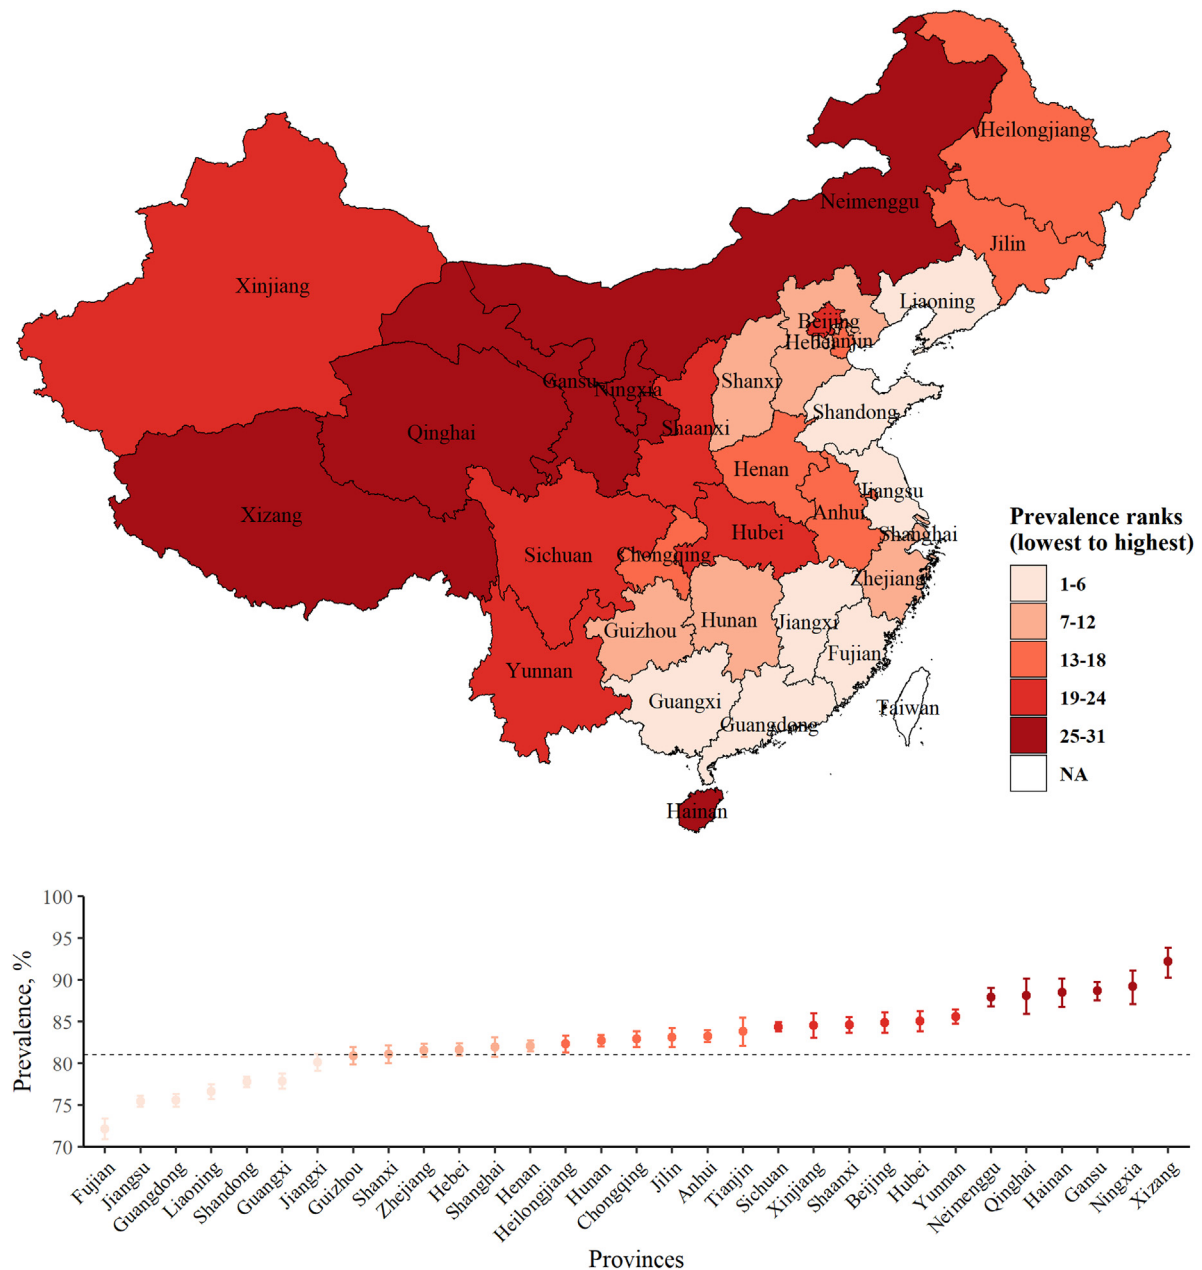 Heilongjiang
Neimenggu
Jilin
Xinjiang
Liaoning
Beijing
Hebei
Tianjin
Gansu
Ningxia
Shanxi
Shandong
Qinghai
Shaanxi
Henan
Jiangsu
Xizang
Anhui
Hubei
Shanghai
Sichuan
Chongqing
Zhejiang
Guizhou
Hunan
Jiangxi
Fujian
Yunnan
Guangxi
Guangdong
Taiwan
Hainan
Prevalence ranks
(lowest to highest)
1-6
7-12
13-18
19-24
25-31
NA
100
95
90
85
80
75
70
Prevalence, %
Fujian
Jiangsu
Guangdong
Liaoning
Shandong
Guangxi
Jiangxi
Guizhou
Shanxi
Zhejiang
Hebei
Shanghai
Henan
Heilongjiang
Hunan
Chongqing
Jilin
Anhui
Tianjin
Sichuan
Xinjiang
Shaanxi
Beijing
Hubei
Yunnan
Neimenggu
Qinghai
Hainan
Gansu
Ningxia
Xizang
Provinces